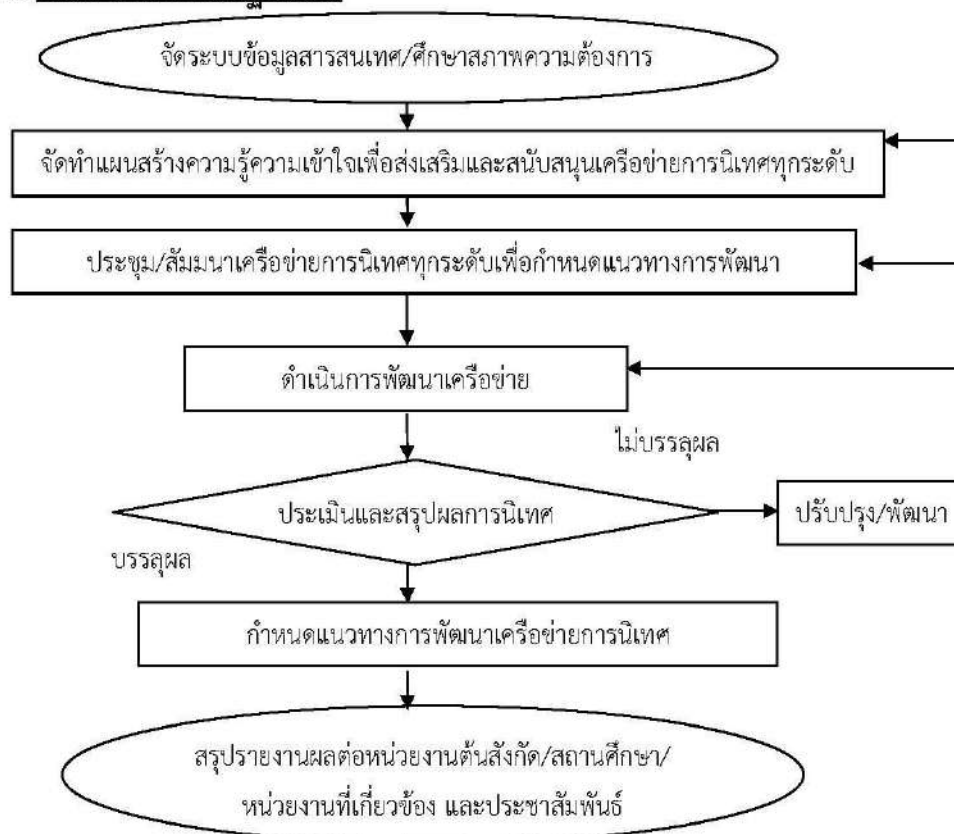 จัดระบบข้อมูลสารสนเทศ/ศึกษาสภาพความต้องการ
จัดทำแผนสร้างความรู้ความเข้าใจเพื่อส่งเสริมและสนับสนุนเครือข่ายการนิเทศทุกระดับ
ประชุม/สัมมนาเครือข่ายการนิเทศทุกระดับเพื่อกำหนดแนวทางการพัฒนา
ดำเนินการพัฒนาเครือข่าย
ไม่บรรลุผล
ประเมินและสรุปผลการนิเทศ
ปรับปรุง/พัฒนา
บรรลุผล
กำหนดแนวทางการพัฒนาเครือข่ายการนิเทศ
สรุปรายงานผลต่อหน่วยงานต้นสังกัด/สถานศึกษา/
หน่วยงานที่เกี่ยวข้อง และประชาสัมพันธ์